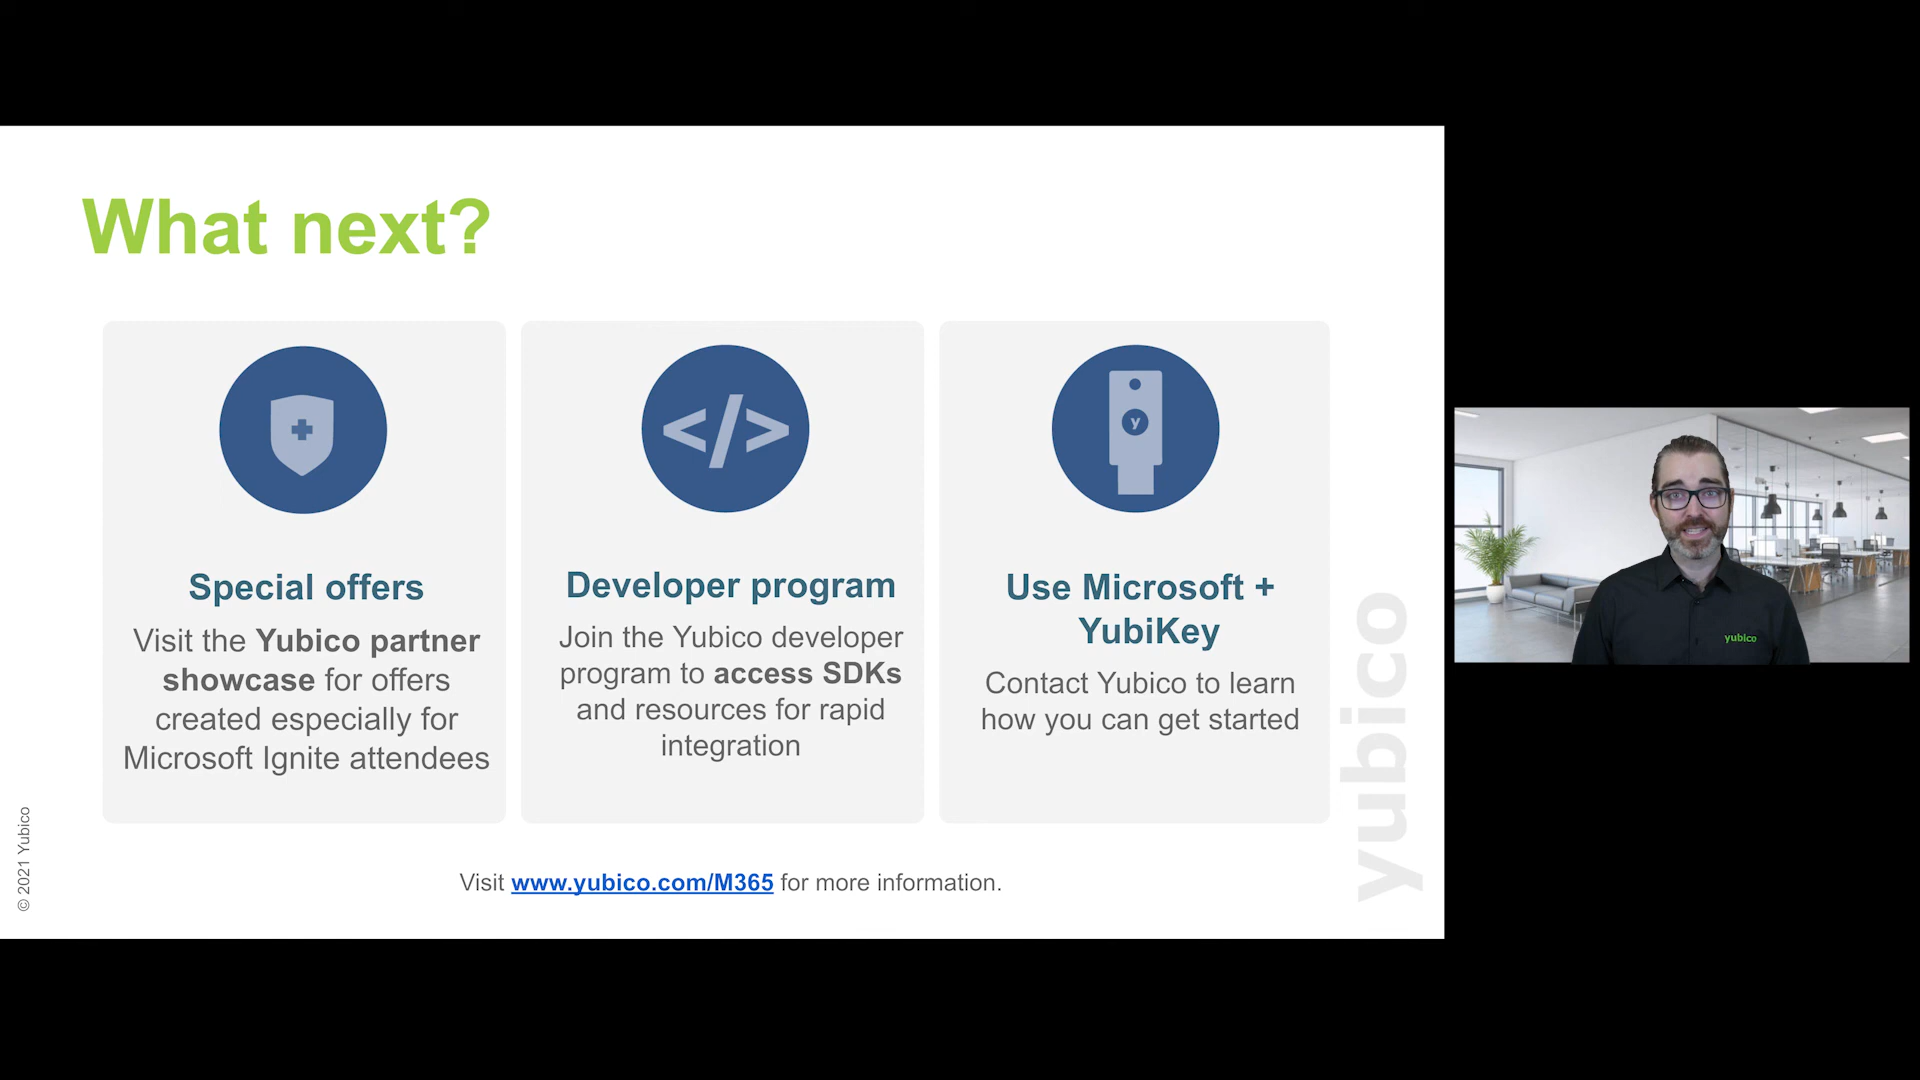 What next?
Special offers
Visit the Yubico partner
showcase for offers
created especially for
Microsoft Ignite attendees
</>
Developer program
Join the Yubico developer
program to access SDKs
and resources for rapid
integration
y
Use Microsoft +
YubiKey
Contact Yubico to learn
how you can get started
Visit www.yubico.com/M365 for more information.
© 2021 Yubico
yubico
yubico